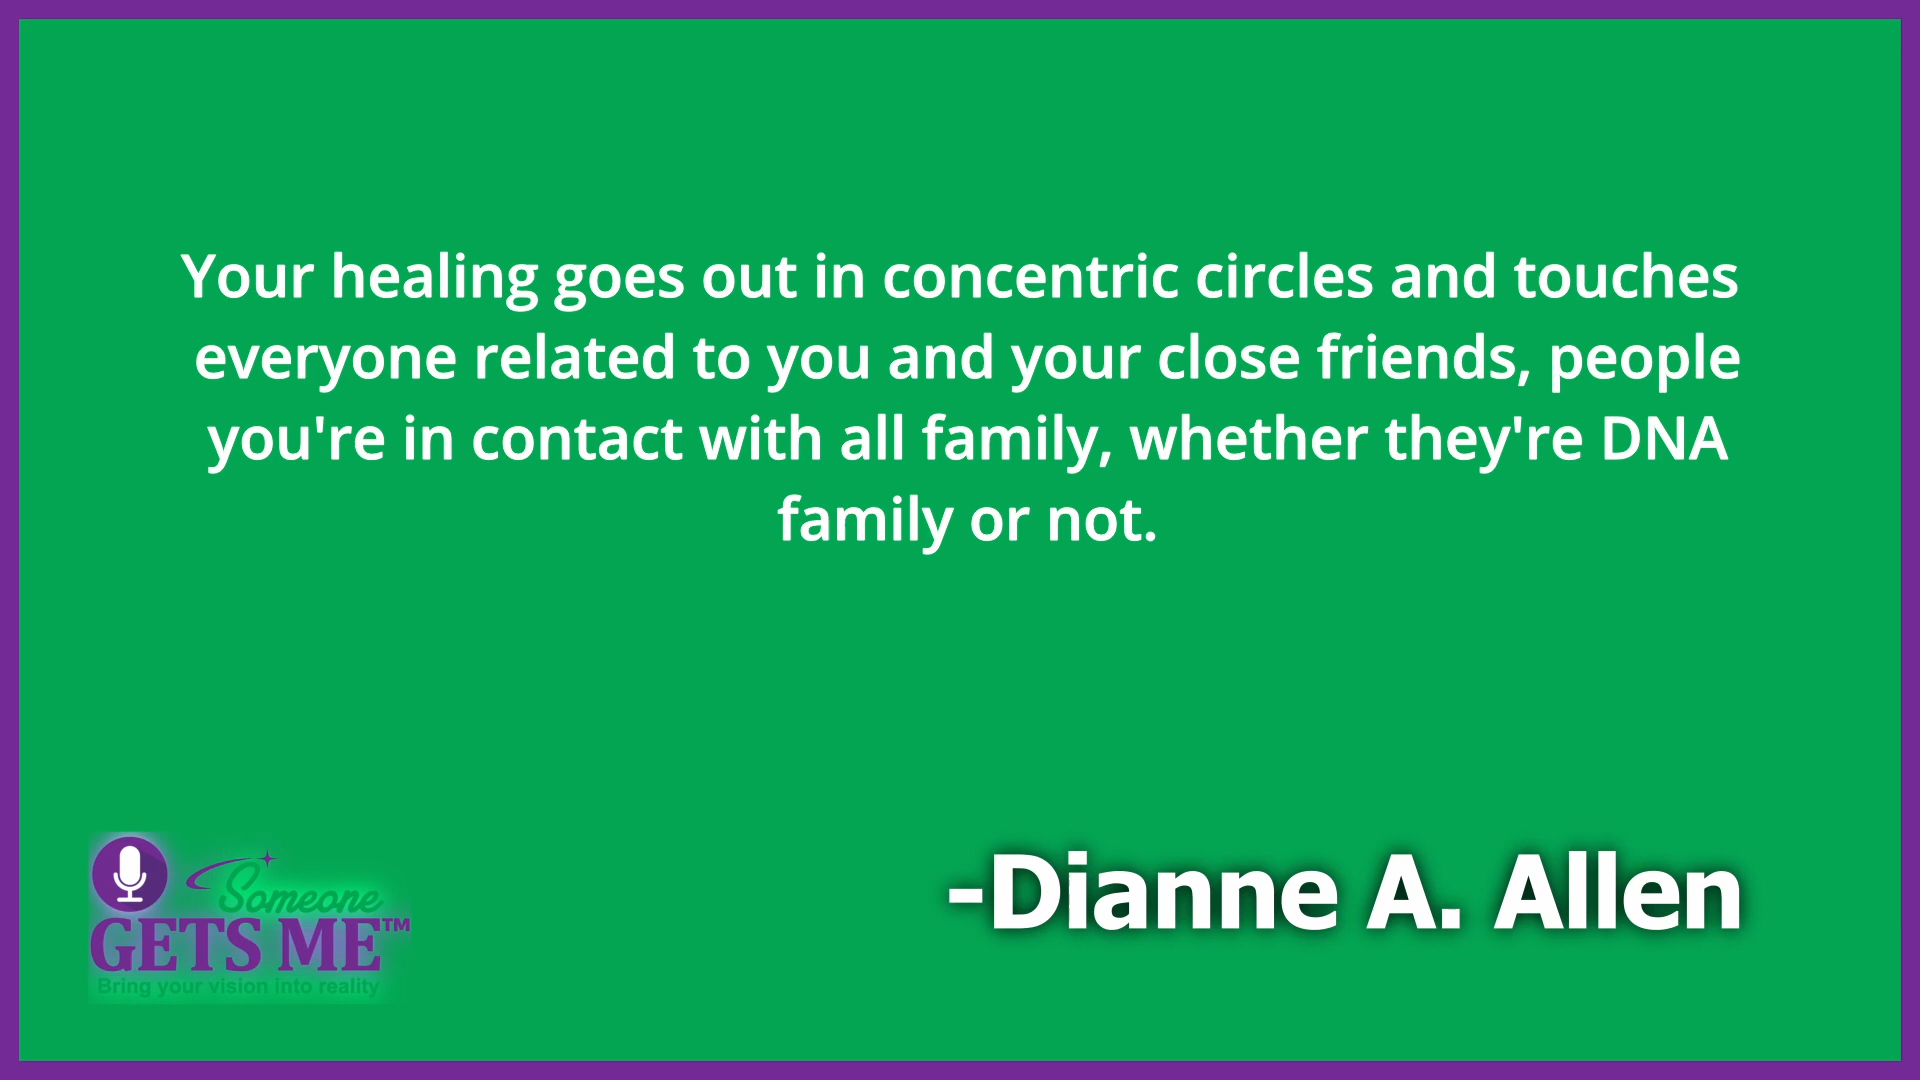 Your healing goes out in concentric circles and touches
everyone related to you and your close friends, people
you're in contact with all family, whether they're DNA
family or not.
-Dianne A. Allen
Someone
GETS ME™
Bring your vision into reality